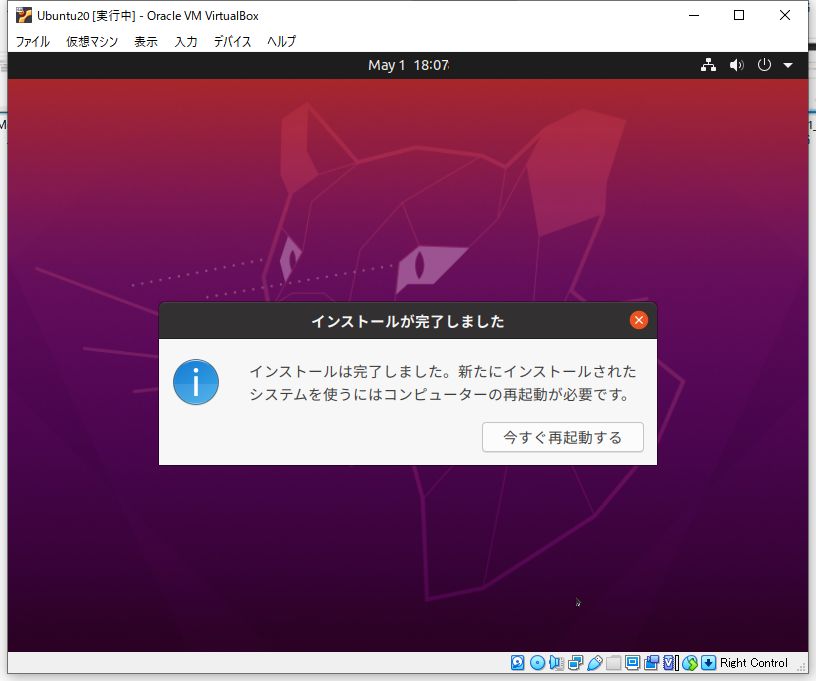 Ubuntu20 [実行中] - Oracle VM VirtualBox
ファイル 仮想マシン 表示 入力 デバイス ヘルプ
May 1 18:07
インストールが完了しました
インストールは完了しました。新たにインストールされた
システムを使うにはコンピューターの再起動が必要です。
今すぐ再起動する
Right Control